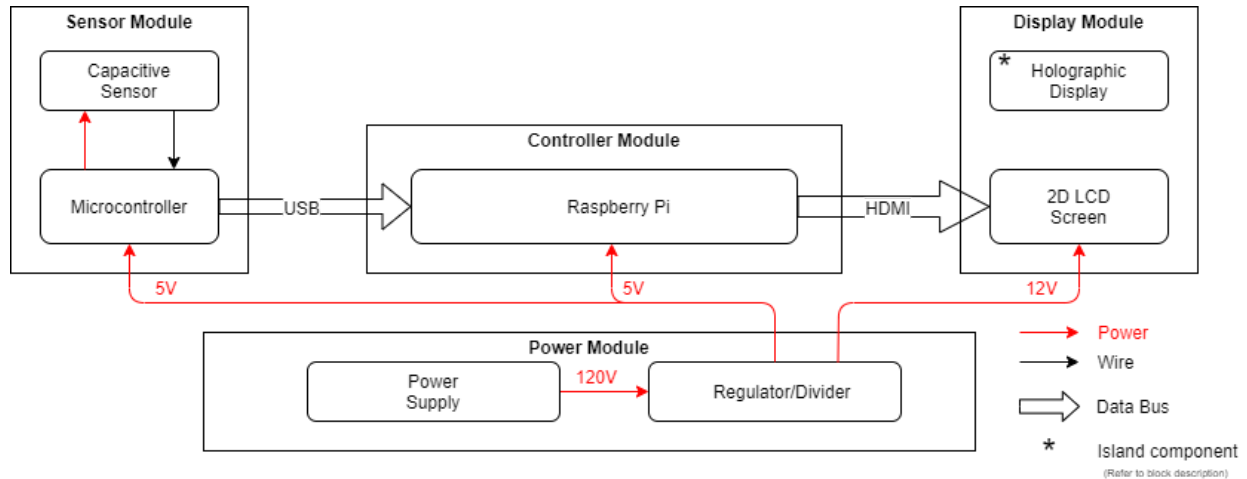 Sensor Module
Capacitive
Sensor
Microcontroller
USB
Controller Module
Raspberry Pi
HDMI
Display Module
*
Holographic
Display
2D LCD
Screen
5V
5V
12V
Power Module
Power
Supply
120V
Regulator/Divider
Power
Wire
Data Bus
*
Island component
(Refer to block description)